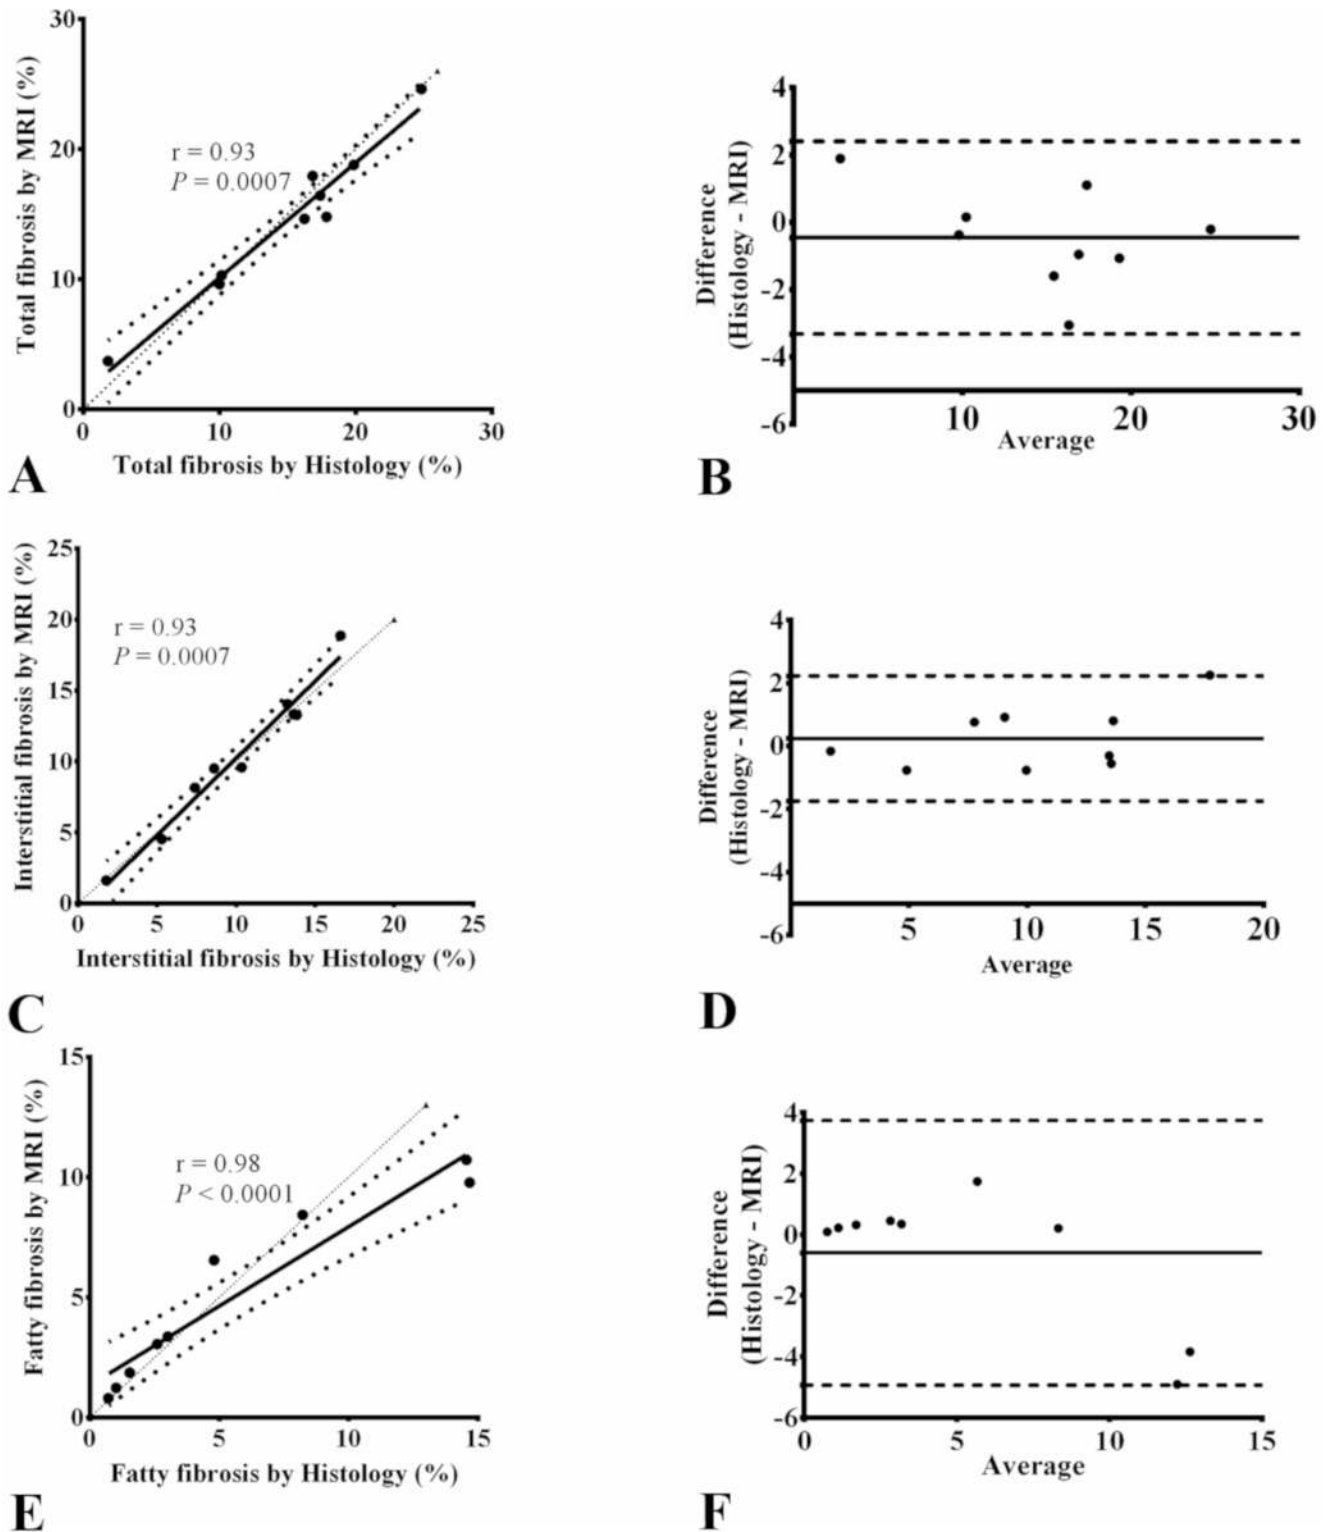 Total fibrosis by MRI (%)
30
20
10
0
r = 0.93
P = 0.0007
0 10 20 30
Total fibrosis by Histology (%)
A
Difference
(Histology - MRI)
4
2
0
-2
-4
-6
10 20 30
Average
B
Interstitial fibrosis by MRI (%)
25
20
15
10
5
0
r = 0.93
P = 0.0007
0 5 10 15 20 25
Interstitial fibrosis by Histology (%)
C
Difference
(Histology - MRI)
4
2
0
-2
-4
-6
5 10 15 20
Average
D
Fatty fibrosis by MRI (%)
15
10
5
0
r = 0.98
P < 0.0001
0 5 10 15
Fatty fibrosis by Histology (%)
E
Difference
(Histology - MRI)
4
2
0
-2
-4
-6
0 5 10 15
Average
F